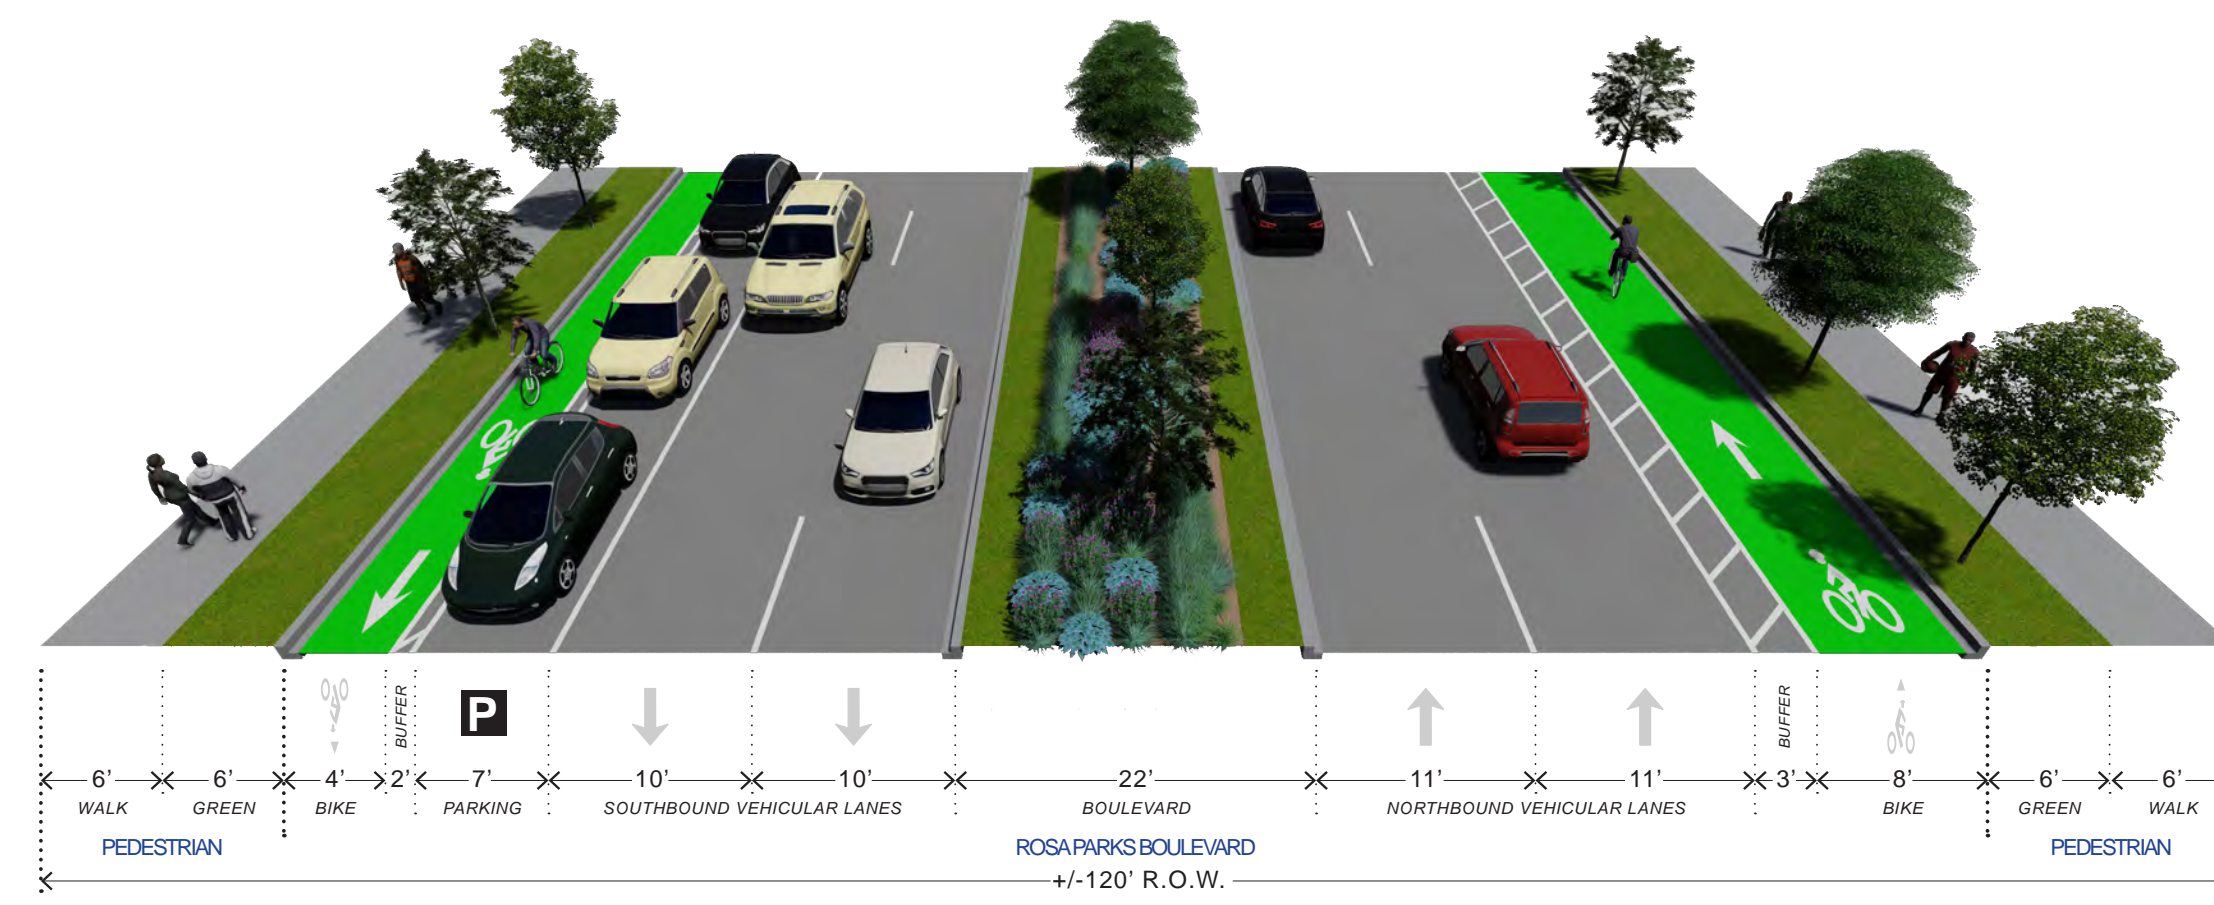 BUFFER
P
BUFFER
6’ 6’ 4’ 2’ 7’ 10’ 10’ 22’ 11’ 11’ 3’ 8’ 6’ 6’
WALK GREEN BIKE PARKING SOUTHBOUND VEHICULAR LANES BOULEVARD NORTHBOUND VEHICULAR LANES BIKE GREEN WALK
PEDESTRIAN ROSA PARKS BOULEVARD PEDESTRIAN
+/-120’ R.O.W.